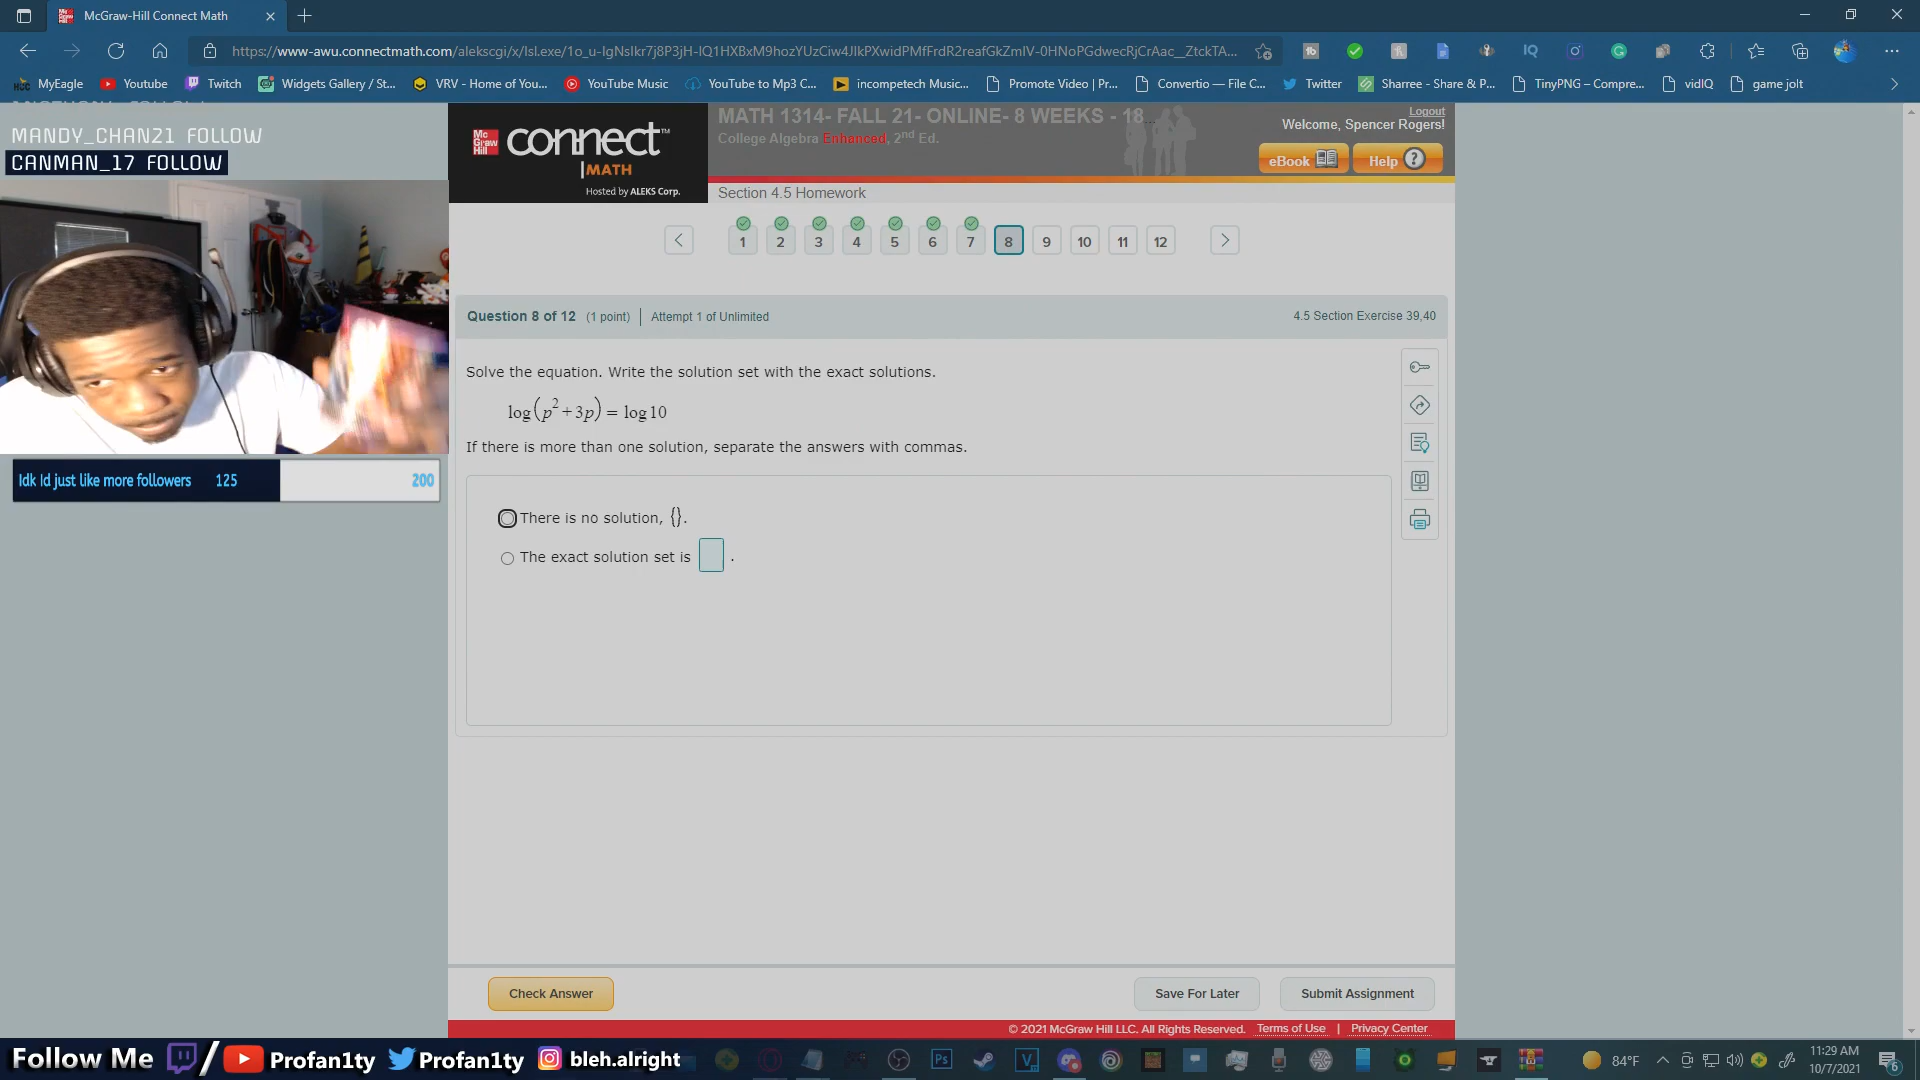 McGraw-Hill Connect Math
https://www-awu.connectmath.com/alekscgi/x/Isl.exe/1o_u-IgNsIkr7j8P3jH-IQ1HXBxM9hozYUzCiw4JIkPXwidPMfFrdR2reafGkZmIV-0HNoPGdwecRjCrAac__ZtckTA...
MyEagle Youtube Twitch Widgets Gallery / St... VRV - Home of You... YouTube Music YouTube to Mp3 C... incompetech Music... Promote Video | Pr... Convertio — File C... Twitter Sharree - Share & P... TinyPNG – Compre... vidIQ game jolt
MANDY_CHAN21 FOLLOW
CANMAN_17 FOLLOW
Idk Id just like more followers 125 200
Mc Graw Hill connect™
MATH
Hosted by ALEKS Corp.
MATH 1314- FALL 21- ONLINE- 8 WEEKS - 18...
College Algebra Enhanced, 2nd Ed.
Logout
Welcome, Spencer Rogers!
eBook Help ?
Section 4.5 Homework
1 2 3 4 5 6 7 8 9 10 11 12
Question 8 of 12 (1 point) | Attempt 1 of Unlimited 4.5 Section Exercise 39,40
Solve the equation. Write the solution set with the exact solutions.
log(p²+3p) = log10
If there is more than one solution, separate the answers with commas.
There is no solution, {}.
The exact solution set is .
Check Answer Save For Later Submit Assignment
© 2021 McGraw Hill LLC. All Rights Reserved. Terms of Use | Privacy Center
Follow Me / Profan1ty Profan1ty bleh.alright
84°F
11:29 AM
10/7/2021
6